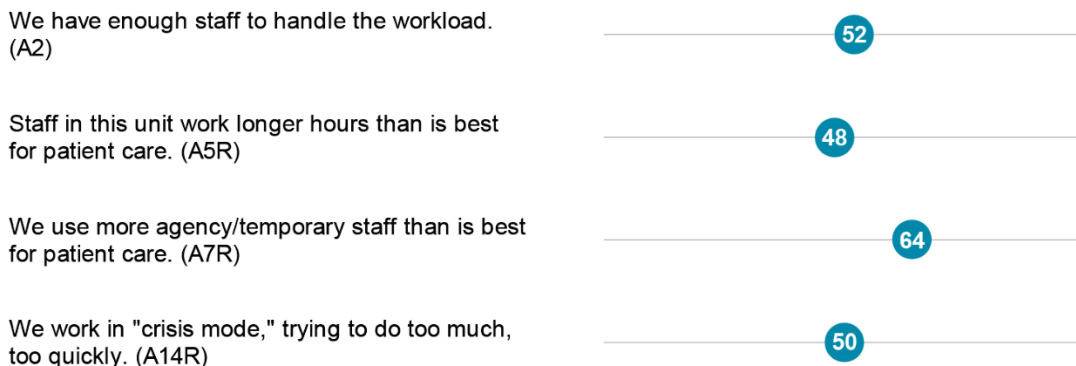 We have enough staff to handle the workload.
(A2)
52
Staff in this unit work longer hours than is best
for patient care. (A5R)
48
We use more agency/temporary staff than is best
for patient care. (A7R)
64
We work in "crisis mode," trying to do too much,
too quickly. (A14R)
50